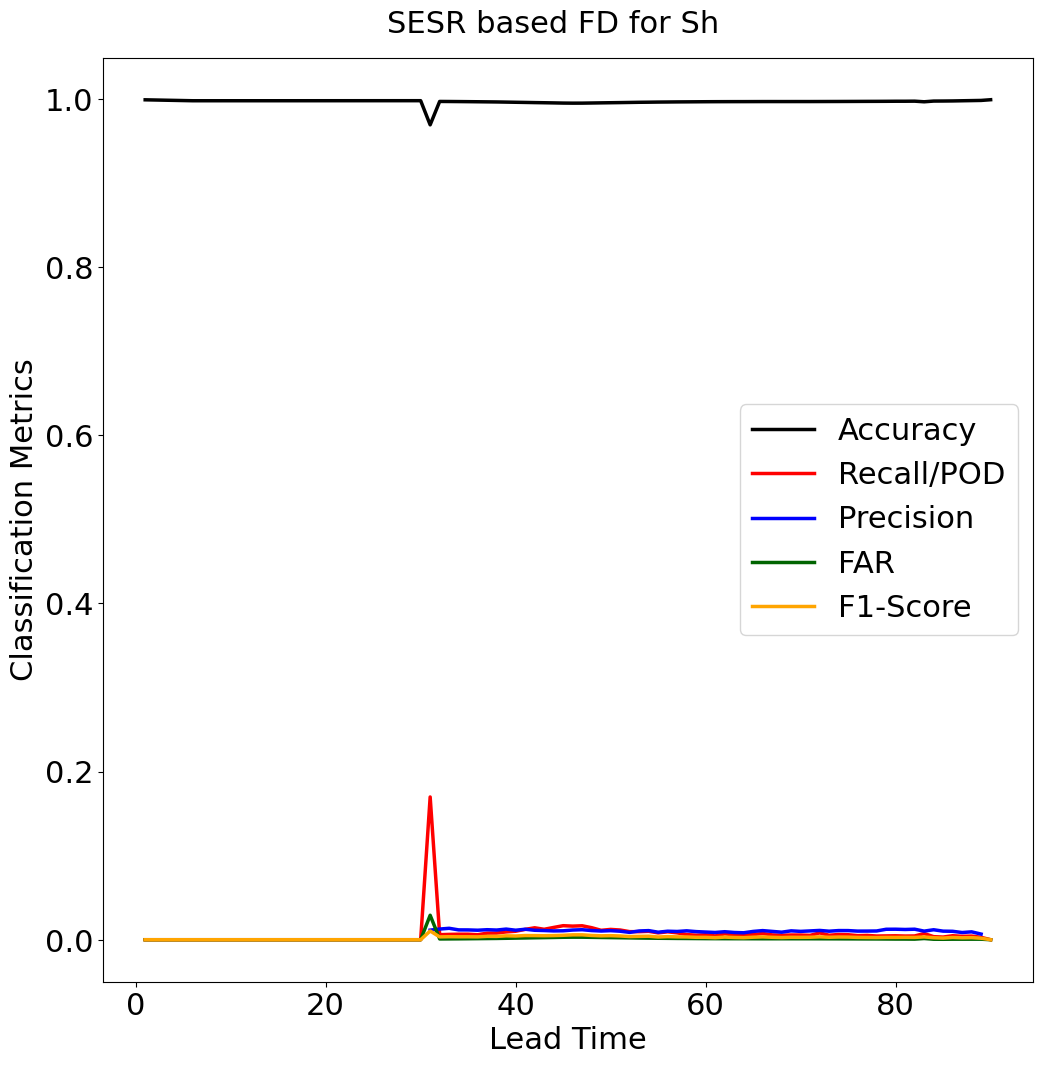 SESR based FD for Sh
Classification Metrics
1.0
0.8
0.6
0.4
0.2
0.0
Accuracy
Recall/POD
Precision
FAR
F1-Score
0 20 40 60 80
Lead Time